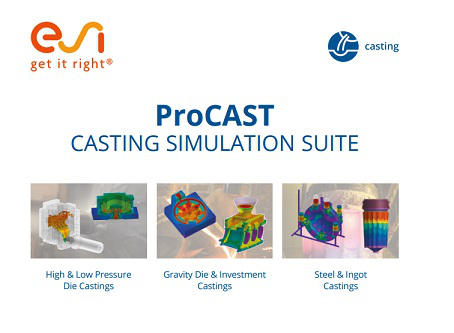 esi
get it right®
casting
ProCAST
CASTING SIMULATION SUITE
High & Low Pressure
Die Castings
Gravity Die & Investment
Castings
Steel & Ingot
Castings